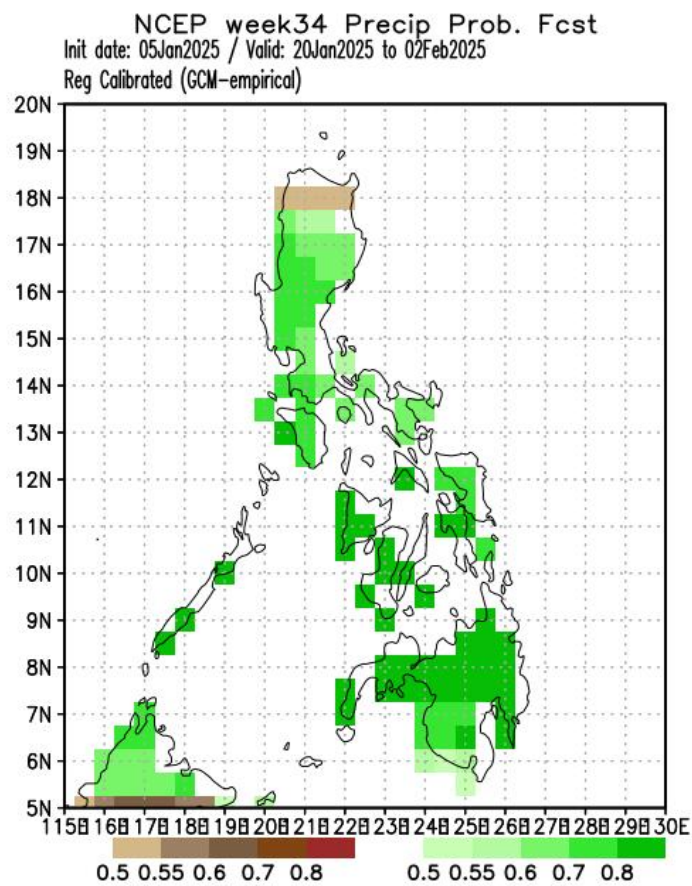 NCEP week34 Precip Prob. Fcst
Init date: 05Jan2025 / Valid: 20Jan2025 to 02Feb2025
Reg Calibrated (GCM-empirical)
20N
19N
18N
17N
16N
15N
14N
13N
12N
11N
10N
9N
8N
7N
6N
5N
115E 116E 117E 118E 119E 120E 121E 122E 123E 124E 125E 126E 127E 128E 129E 130E
0.5 0.55 0.6 0.7 0.8 0.5 0.55 0.6 0.7 0.8